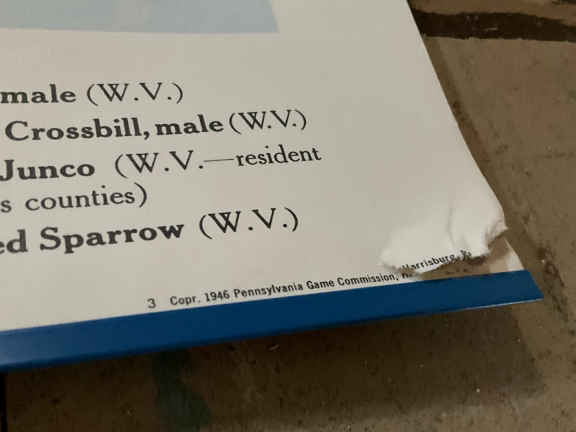 male (W.V.)
Crossbill, male (W.V.)
Junco (W.V.—resident
s counties)
ed Sparrow (W.V.)
3 Copr. 1946 Pennsylvania Game Commission, Harrisburg,